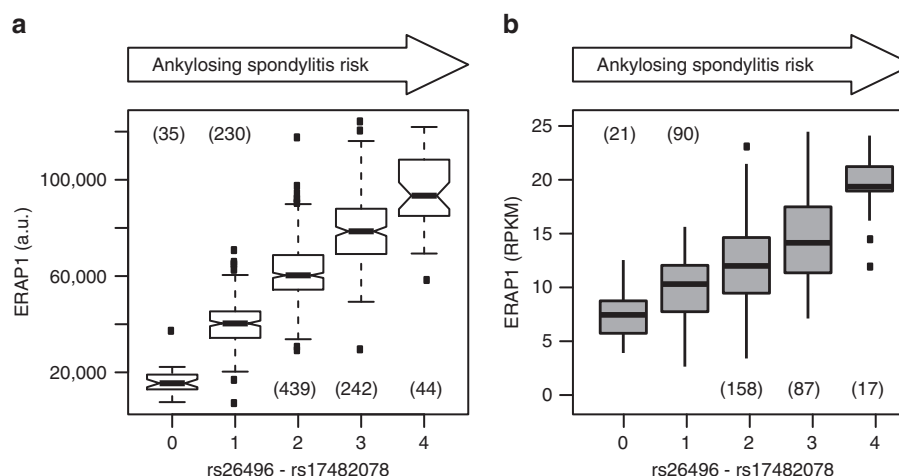 a
Ankylosing spondylitis risk
(35) (230)
100,000
60,000
20,000
ERAP1 (a.u.)
(439) (242) (44)
0 1 2 3 4
rs26496 - rs17482078
b
Ankylosing spondylitis risk
(21) (90)
25
20
15
10
5
0
ERAP1 (RPKM)
(158) (87) (17)
0 1 2 3 4
rs26496 - rs17482078